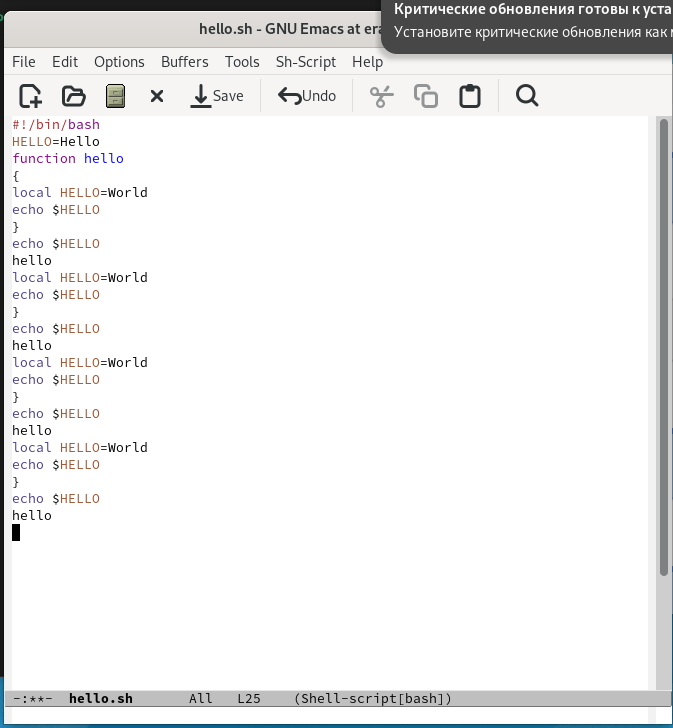 Критические обновления готовы к уста
hello.sh - GNU Emacs at era
Установите критические обновления как
File Edit Options Buffers Tools Sh-Script Help
Save Undo
#!/bin/bash
HELLO=Hello
function hello
{
local HELLO=World
echo $HELLO
}
echo $HELLO
hello
local HELLO=World
echo $HELLO
}
echo $HELLO
hello
local HELLO=World
echo $HELLO
}
echo $HELLO
hello
local HELLO=World
echo $HELLO
}
echo $HELLO
hello
-:**- hello.sh All L25 (Shell-script[bash])